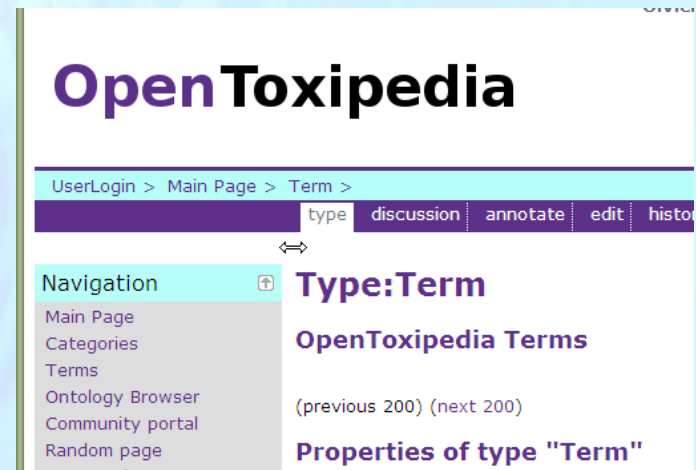 OpenToxipedia
UserLogin > Main Page > Term >
type discussion annotate edit
Navigation
Main Page
Categories
Terms
Ontology Browser
Community portal
Random page
Type:Term
OpenToxipedia Terms
(previous 200) (next 200)
Properties of type "Term"